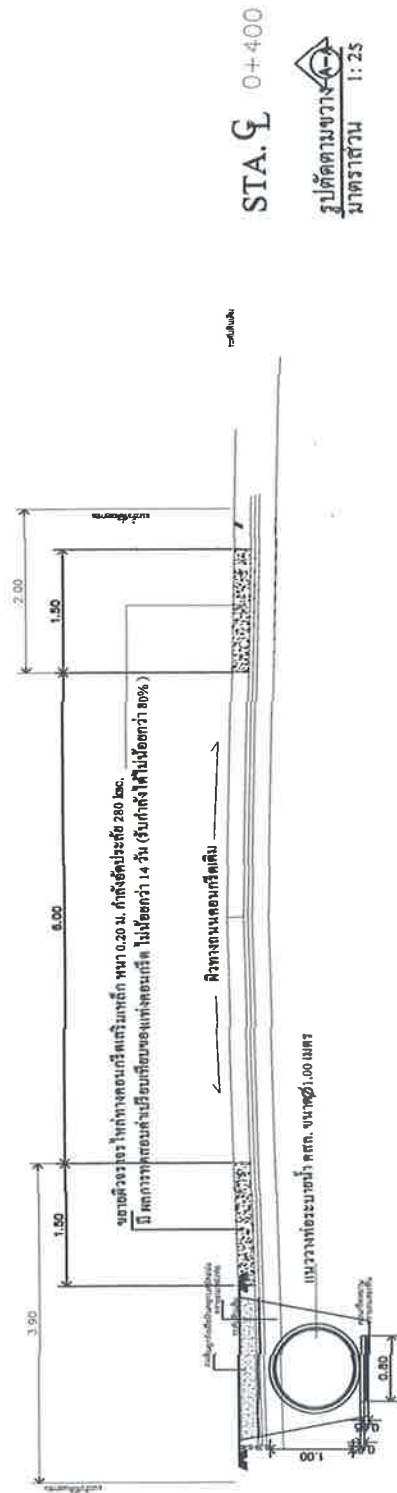 2.00
1.50
6.00
1.50
3.90
ขยายผิวจราจร ไหล่ทางคอนกรีตเสริมเหล็ก หนา 0.20 ม. กำลังอัดประลัย 280 ksc.
มี ผลการทดสอบค่าเปรียบเทียบของแท่งคอนกรีต ไม่น้อยกว่า 14 วัน (รับกำลังได้ไม่น้อยกว่า 80% )
ผิวทางถนนคอนกรีตเดิม
แนววางท่อระบายน้ำ คสล. ขนาดØ1.00 เมตร
1.00
0.80
STA. ℄ 0+400
รูปตัดตามขวาง A-A
มาตราส่วน 1: 25